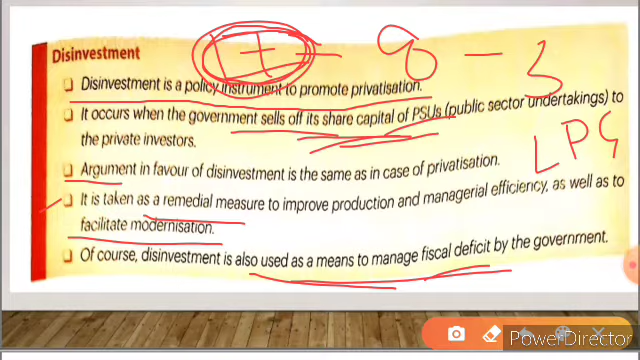 Disinvestment
Disinvestment is a policy instrument to promote privatisation.
It occurs when the government sells off its share capital of PSUs (public sector undertakings) to
the private investors.
Argument in favour of disinvestment is the same as in case of privatisation.
It is taken as a remedial measure to improve production and managerial efficiency, as well as to
facilitate modernisation.
Of course, disinvestment is also used as a means to manage fiscal deficit by the government.
LPG
PowerDirector